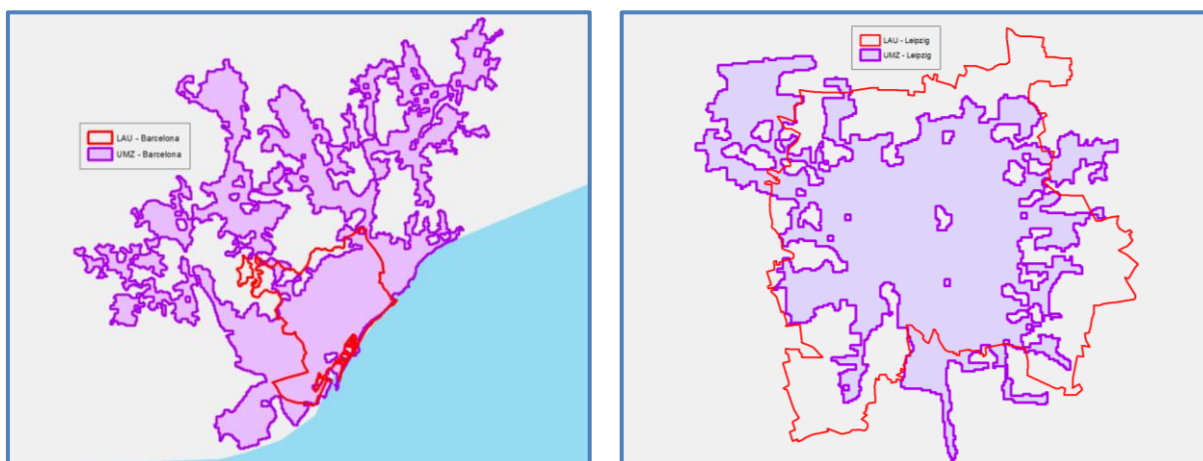 LAU - Barcelona
UMZ - Barcelona
LAU - Leipzig
UMZ - Leipzig